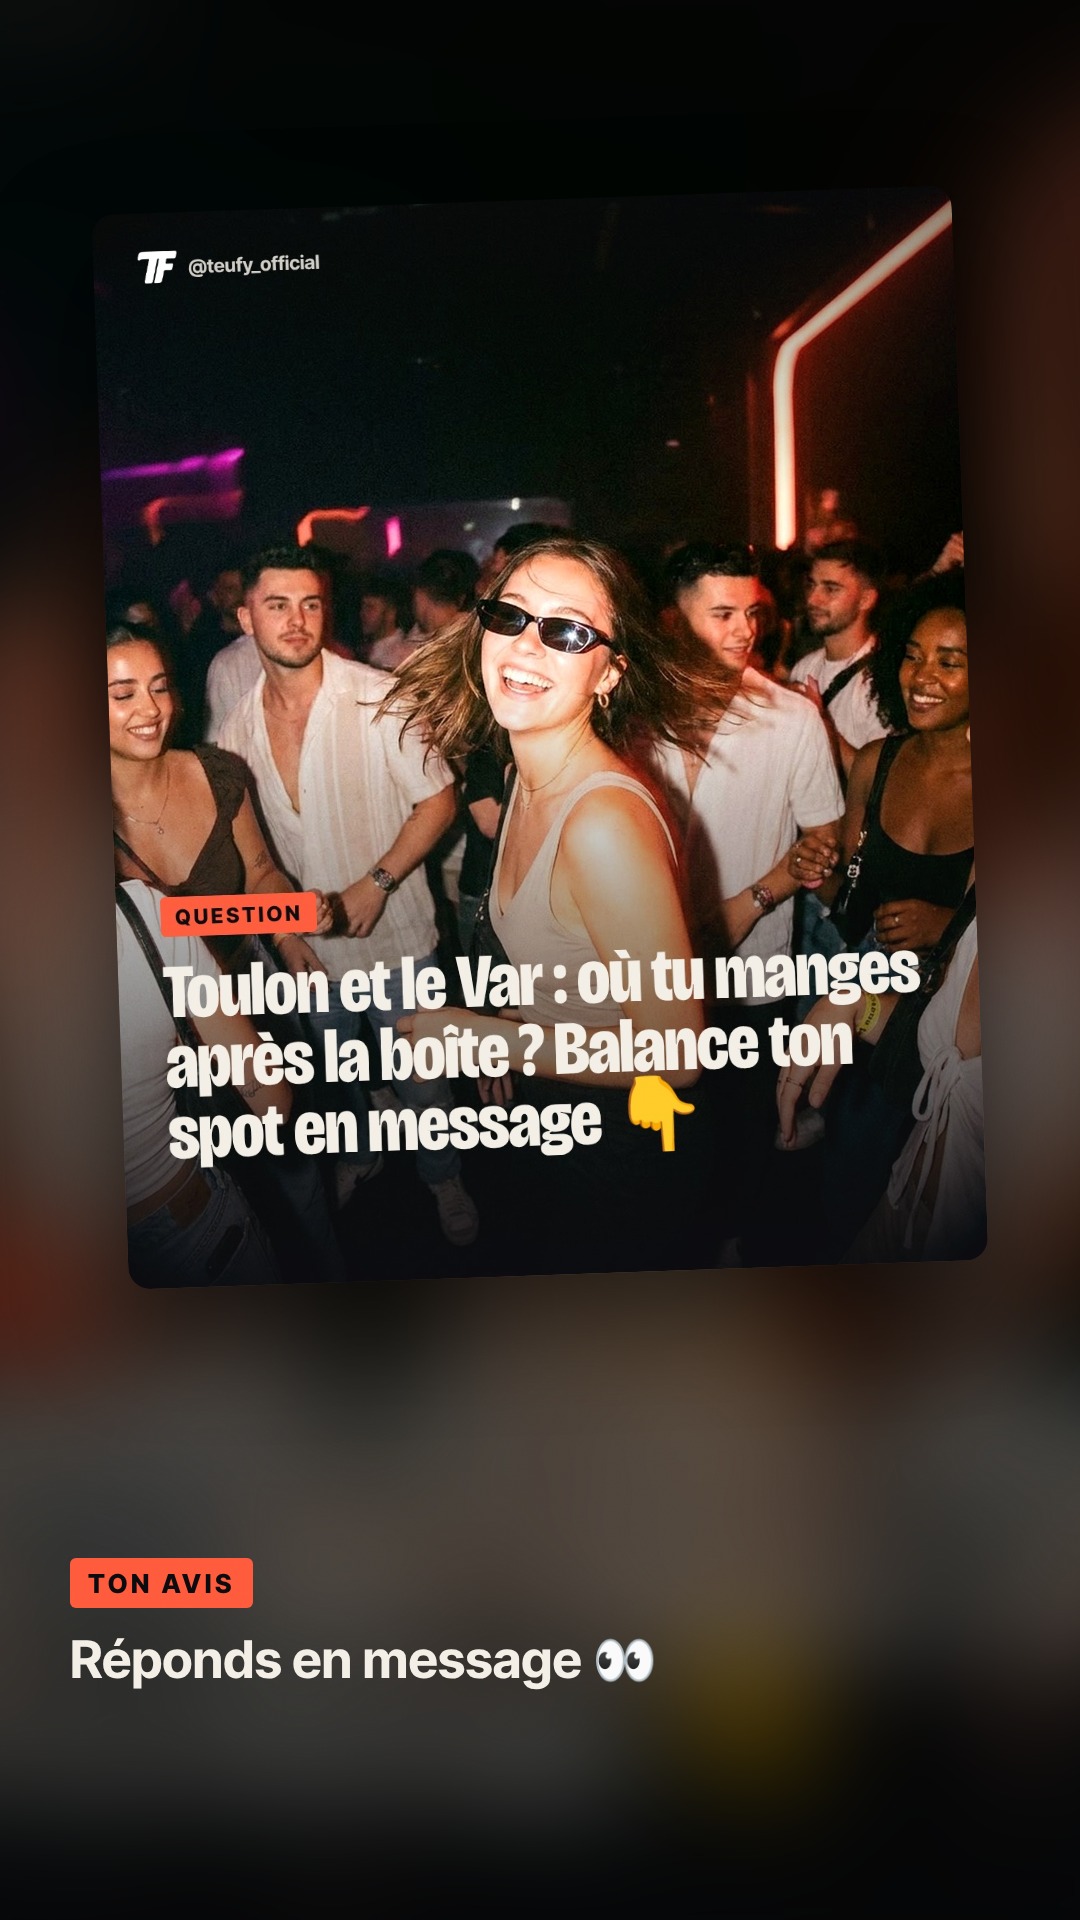 TF @teufy_official
QUESTION
Toulon et le Var : où tu manges
après la boîte ? Balance ton
spot en message 👇
TON AVIS
Réponds en message 👀